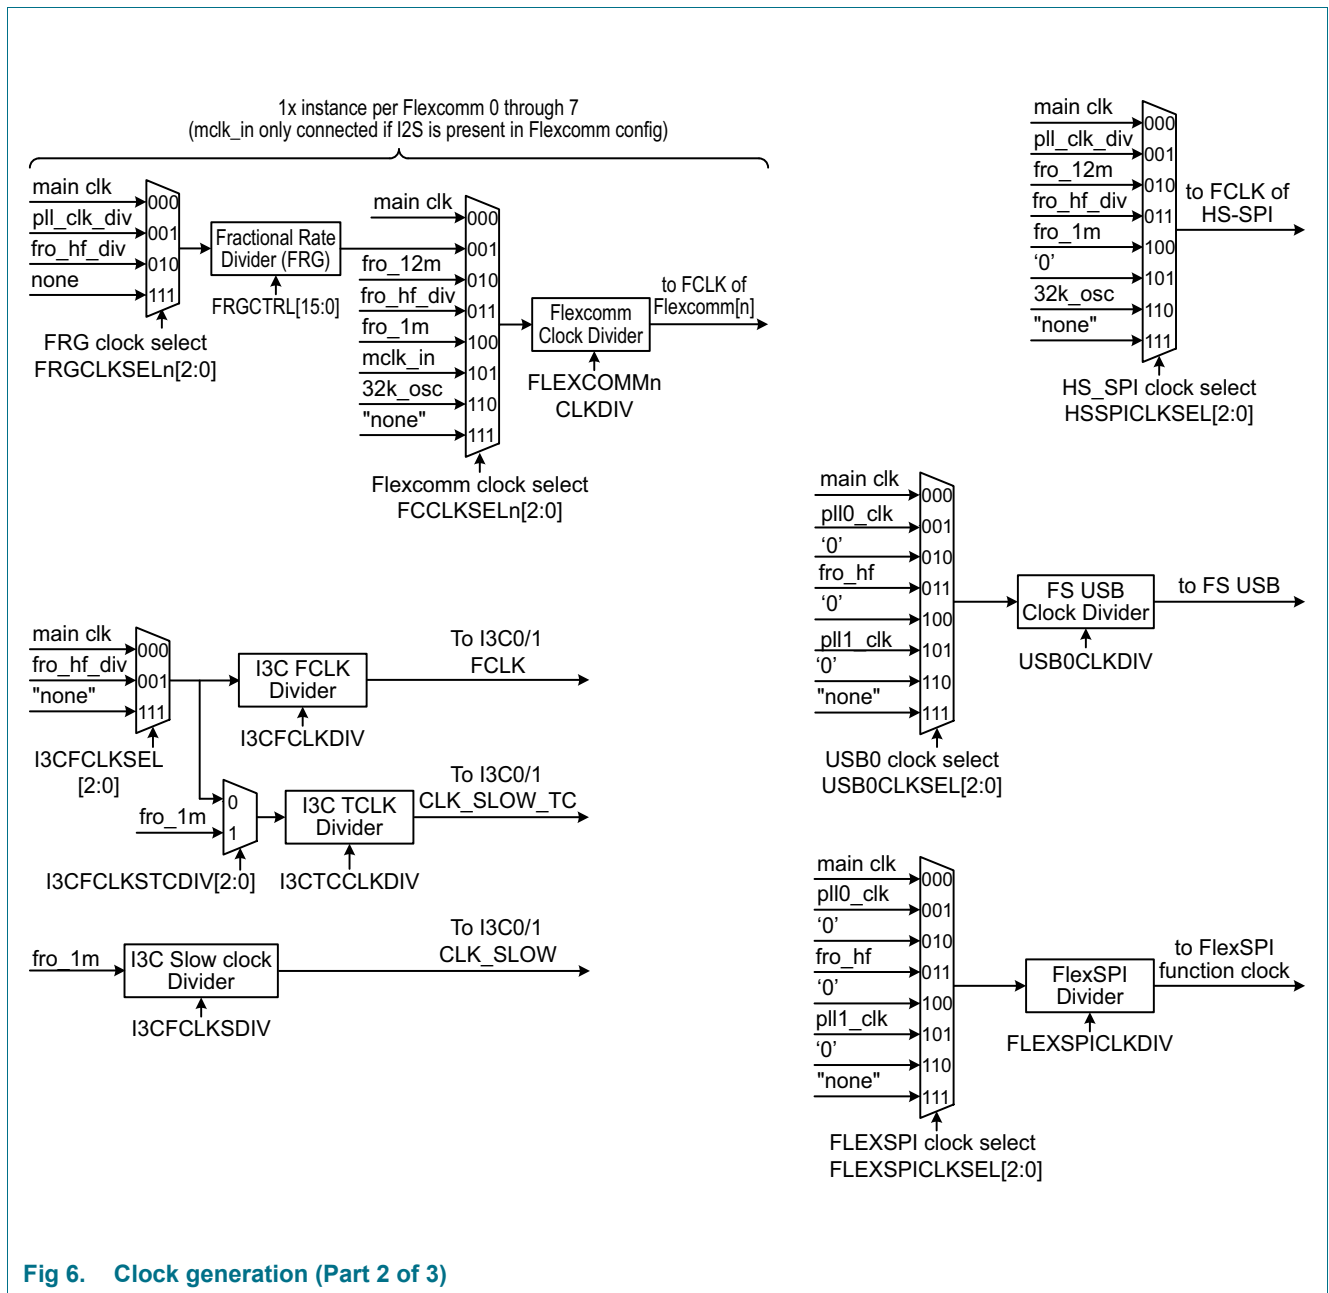 1x instance per Flexcomm 0 through 7
(mclk_in only connected if I2S is present in Flexcomm config)
main clk
000
pll_clk_div
001
fro_hf_div
010
none
111
FRG clock select
FRGCLKSELn[2:0]
Fractional Rate
Divider (FRG)
FRGCTRL[15:0]
main clk
000
001
fro_12m
010
fro_hf_div
011
fro_1m
100
mclk_in
101
32k_osc
110
"none"
111
Flexcomm clock select
FCCLKSELn[2:0]
Flexcomm
Clock Divider
FLEXCOMMn
CLKDIV
to FCLK of
Flexcomm[n]
main clk
000
pll_clk_div
001
fro_12m
010
fro_hf_div
011
fro_1m
100
‘0’
101
32k_osc
110
"none"
111
HS_SPI clock select
HSSPICLKSEL[2:0]
to FCLK of
HS-SPI
main clk
000
pll0_clk
001
‘0’
010
fro_hf
011
‘0’
100
pll1_clk
101
‘0’
110
"none"
111
USB0 clock select
USB0CLKSEL[2:0]
FS USB
Clock Divider
USB0CLKDIV
to FS USB
main clk
000
fro_hf_div
001
"none"
111
I3CFCLKSEL
[2:0]
I3C FCLK
Divider
I3CFCLKDIV
To I3C0/1
FCLK
0
fro_1m
1
I3CFCLKSTCDIV[2:0]
I3C TCLK
Divider
I3CTCCLKDIV
To I3C0/1
CLK_SLOW_TC
fro_1m
I3C Slow clock
Divider
I3CFCLKSDIV
To I3C0/1
CLK_SLOW
main clk
000
pll0_clk
001
‘0’
010
fro_hf
011
‘0’
100
pll1_clk
101
‘0’
110
"none"
111
FLEXSPI clock select
FLEXSPICLKSEL[2:0]
FlexSPI
Divider
FLEXSPICLKDIV
to FlexSPI
function clock
Fig 6. Clock generation (Part 2 of 3)